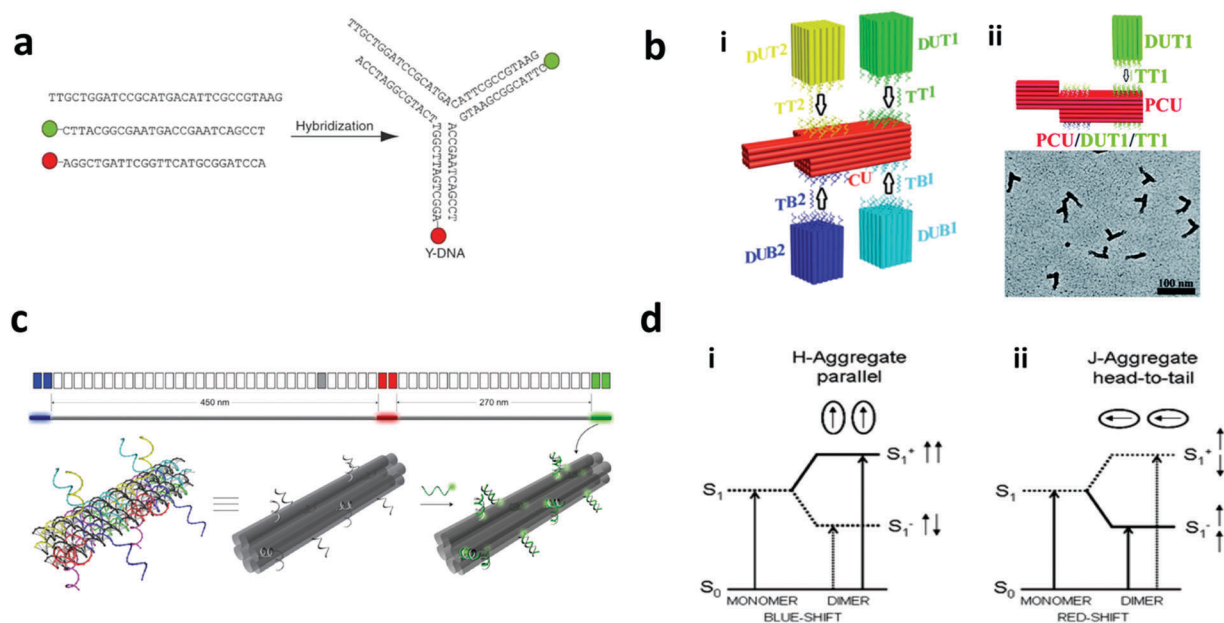 a
TTGCTGGATCCGCATGACATTCGCCGTAAG
CTTACGGCGAATGACCGAATCAGCCT
AGGCTGATTCGGTTCATGCGGATCCA
Hybridization
TTGCTGGATCCGCATGA
CATTCGCCGTAAG
GTAAGCGGCATTC
ACCTAGGCGTACT
TGGCTTAGTCGGA
ACCGAATCAGCCT
Y-DNA
b
i
DUT2
DUT1
TT2
TT1
CU
TB2
TB1
DUB2
DUB1
ii
DUT1
TT1
PCU
PCU/DUT1/TT1
100 nm
c
450 nm
270 nm
d
i
H-Aggregate
parallel
S₁
S₁⁺ ↑↑
S₁⁻ ↑↓
S₀
MONOMER DIMER
BLUE-SHIFT
ii
J-Aggregate
head-to-tail
S₁
S₁⁺
S₁⁻
S₀
MONOMER DIMER
RED-SHIFT